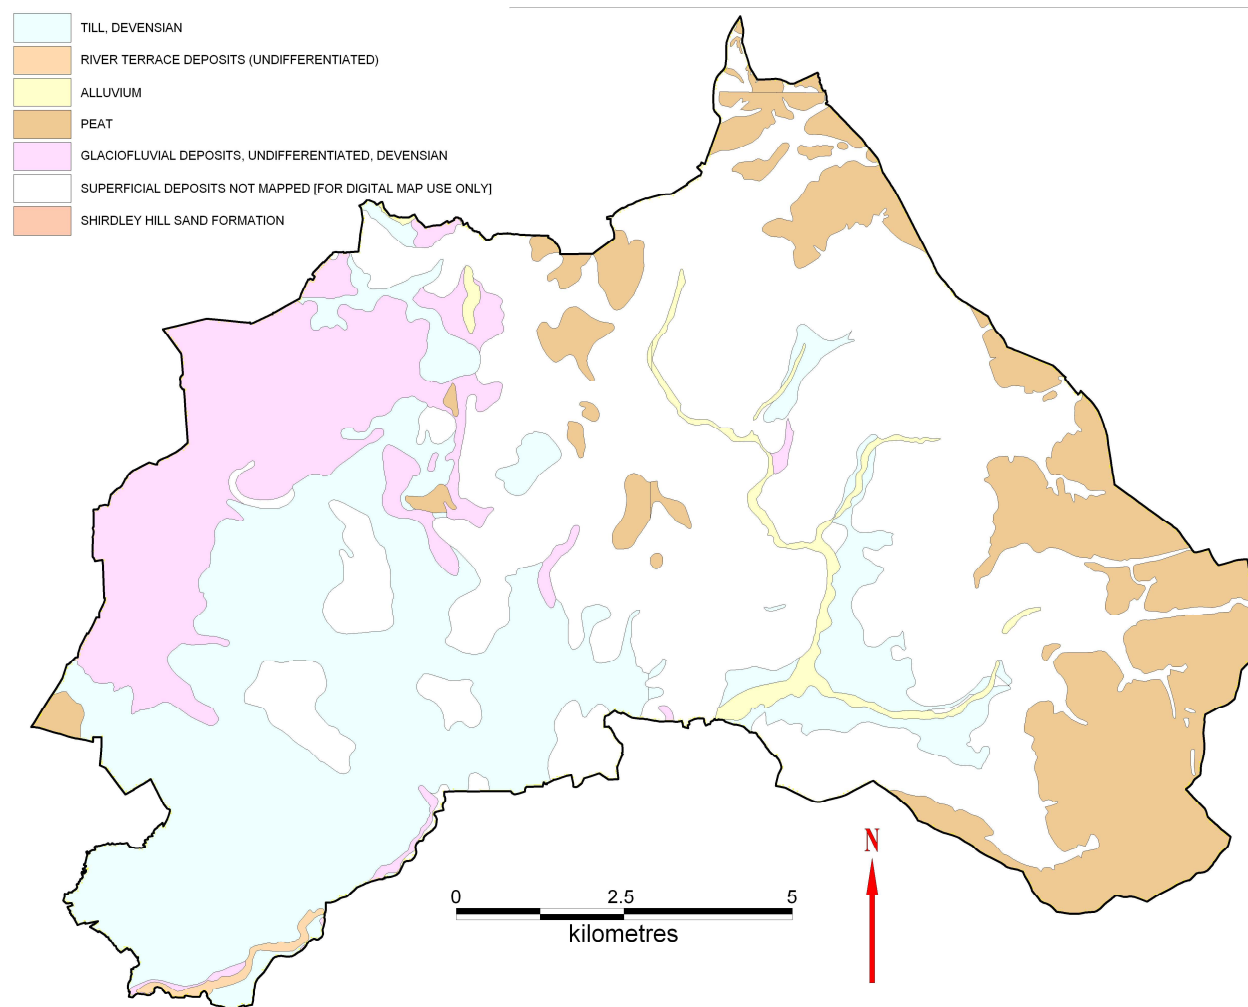 TILL, DEVENSIAN
RIVER TERRACE DEPOSITS (UNDIFFERENTIATED)
ALLUVIUM
PEAT
GLACIOFLUVIAL DEPOSITS, UNDIFFERENTIATED, DEVENSIAN
SUPERFICIAL DEPOSITS NOT MAPPED [FOR DIGITAL MAP USE ONLY]
SHIRDLEY HILL SAND FORMATION
N
0 2.5 5
kilometres